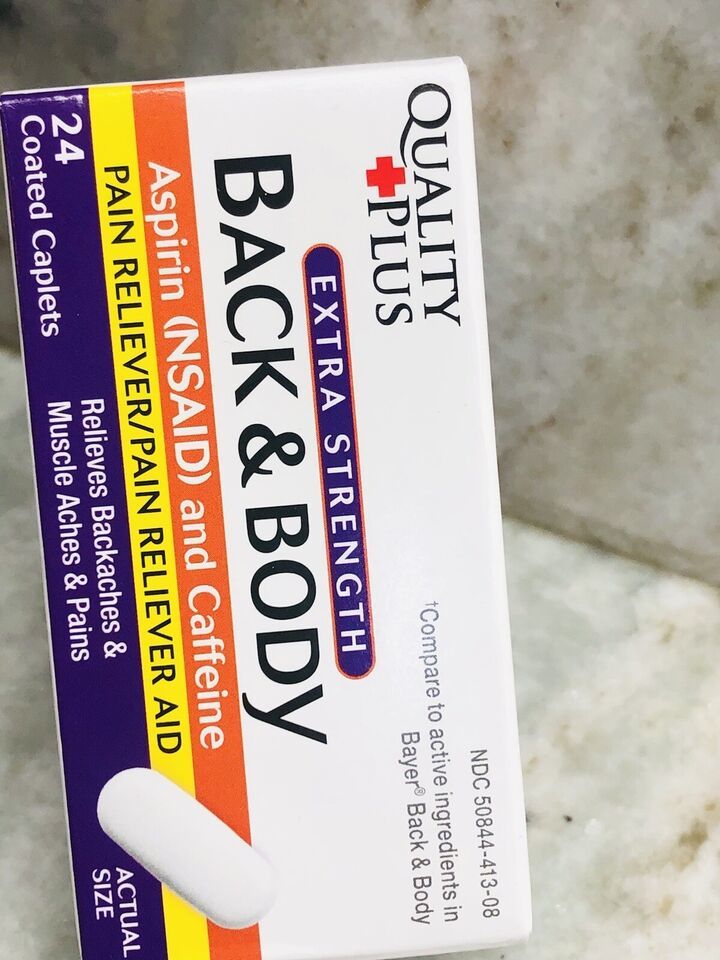 QUALITY
PLUS
NDC 50844-413-08
†Compare to active ingredients in
Bayer® Back & Body
EXTRA STRENGTH
BACK & BODY
Aspirin (NSAID) and Caffeine
PAIN RELIEVER/PAIN RELIEVER AID
24
Coated Caplets
Relieves Backaches &
Muscle Aches & Pains
ACTUAL
SIZE